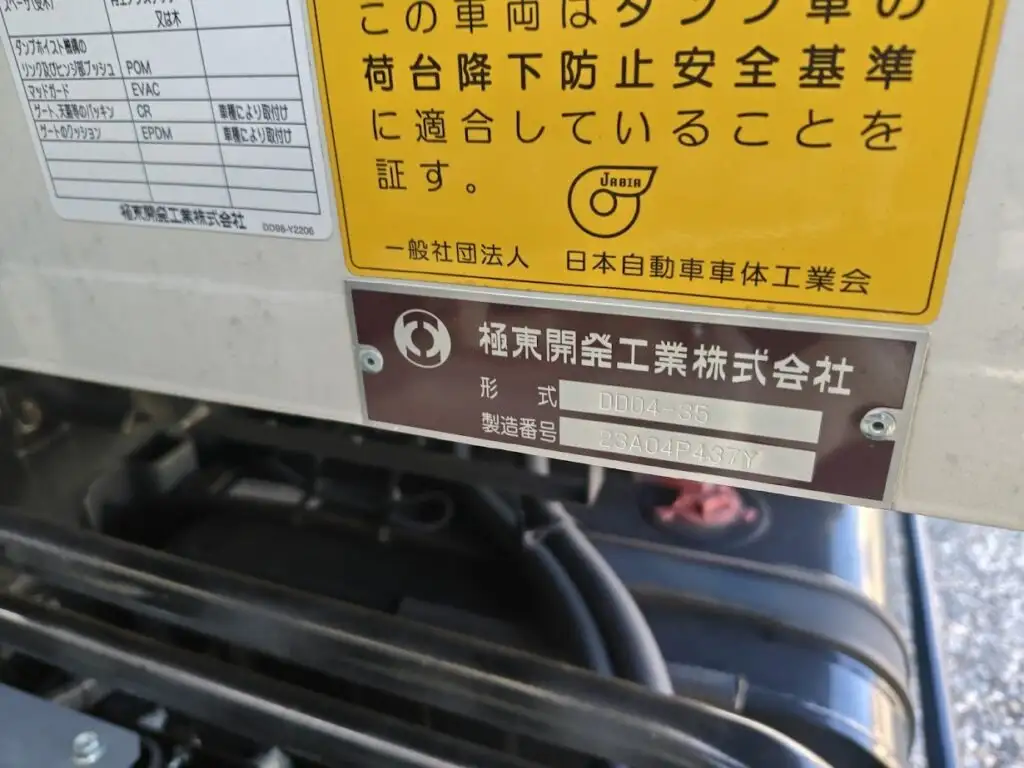 又は木
ダンプホイスト機構の
リンク及びヒンジ部ブッシュ POM
マッドガード EVAC
ゲート、天蓋等のパッキン CR 車種により取付け
ゲートのクッション EPDM 車種により取付け
極東開発工業株式会社 DD98-Y2206
この車両はダンプ車の
荷台降下防止安全基準
に適合していることを
証す。
JABIA
一般社団法人 日本自動車車体工業会
極東開発工業株式会社
形式 DD04-35
製造番号 23A04P437Y